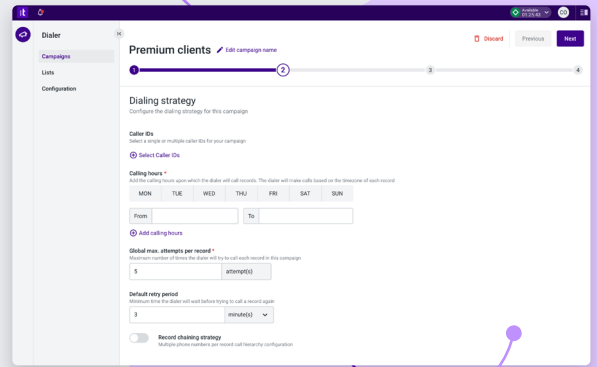 Available
01:23:45
CG
Dialer
Campaigns
Lists
Configuration
Premium clients
Edit campaign name
Discard
Previous
Next
1
2
3
4
Dialing strategy
Configure the dialing strategy for this campaign
Caller IDs
Select a single or multiple caller IDs for your campaign
Select Caller IDs
Calling hours *
Add the calling hours upon which the dialer will call records. The dialer will make calls based on the timezone of each record
MON TUE WED THU FRI SAT SUN
From To
Add calling hours
Global max. attempts per record *
Maximum number of times the dialer will try to call each record in this campaign
5 attempt(s)
Default retry period
Minimum time the dialer will wait before trying to call a record again
3 minute(s)
Record chaining strategy
Multiple phone numbers per record call hierarchy configuration